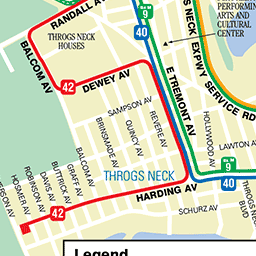 RANDALL AV
Bx
9
PERFORMING
ARTS AND
CULTURAL
CENTER
40
NECK EXPWY SERVICE RD
THROGS NECK
HOUSES
BALCOM AV
42
DEWEY AV
E TREMONT AV
SAMPSON AV
BRINSMADE AV
QUINCY AV
REVERE AV
HOLLYWOOD AV
LAWTON AV
Bx
9
40
BALCOM AV
GRAFF AV
BUTTRICK AV
DAVIS AV
ROBINSON AV
HOSMER AV
THROGS NECK
HARDING AV
42
SCHURZ AV
THROGS NECK
BLVD
Legend